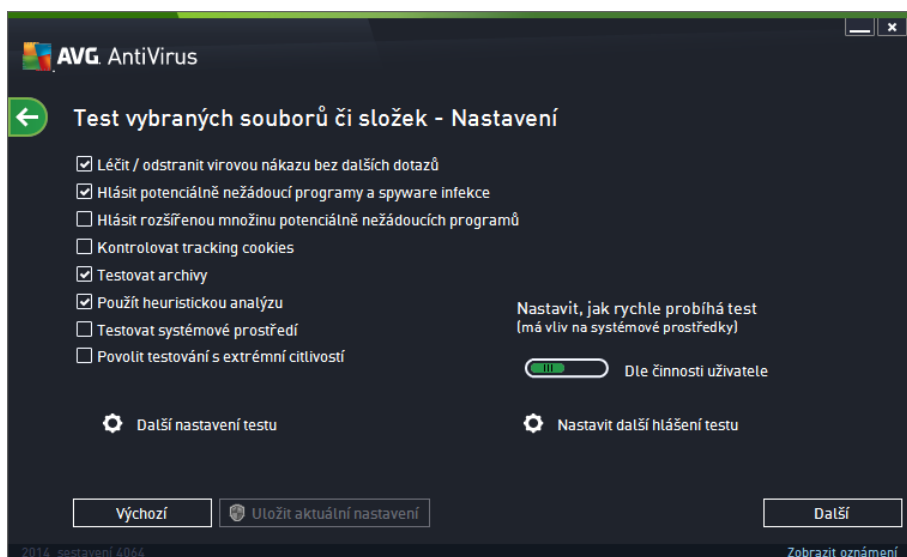 AVG. AntiVirus
Test vybraných souborů či složek - Nastavení
Léčit / odstranit virovou nákazu bez dalších dotazů
Hlásit potenciálně nežádoucí programy a spyware infekce
Hlásit rozšířenou množinu potenciálně nežádoucích programů
Kontrolovat tracking cookies
Testovat archivy
Použít heuristickou analýzu
Testovat systémové prostředí
Povolit testování s extrémní citlivostí
Nastavit, jak rychle probíhá test
(má vliv na systémové prostředky)
Dle činnosti uživatele
Další nastavení testu
Nastavit další hlášení testu
Výchozí
Uložit aktuální nastavení
Další
2014 sestavení 4064
Zobrazit oznámení